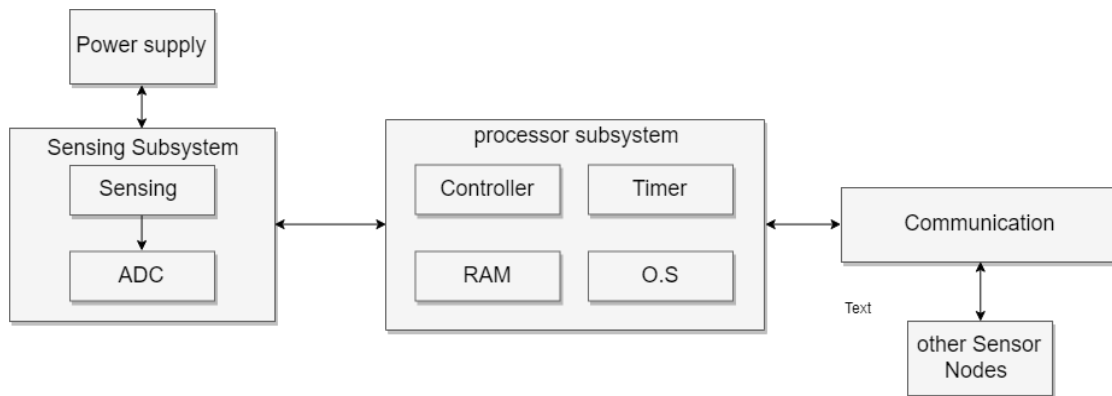 Power supply
Sensing Subsystem
Sensing
ADC
processor subsystem
Controller
Timer
RAM
O.S
Communication
Text
other Sensor
Nodes